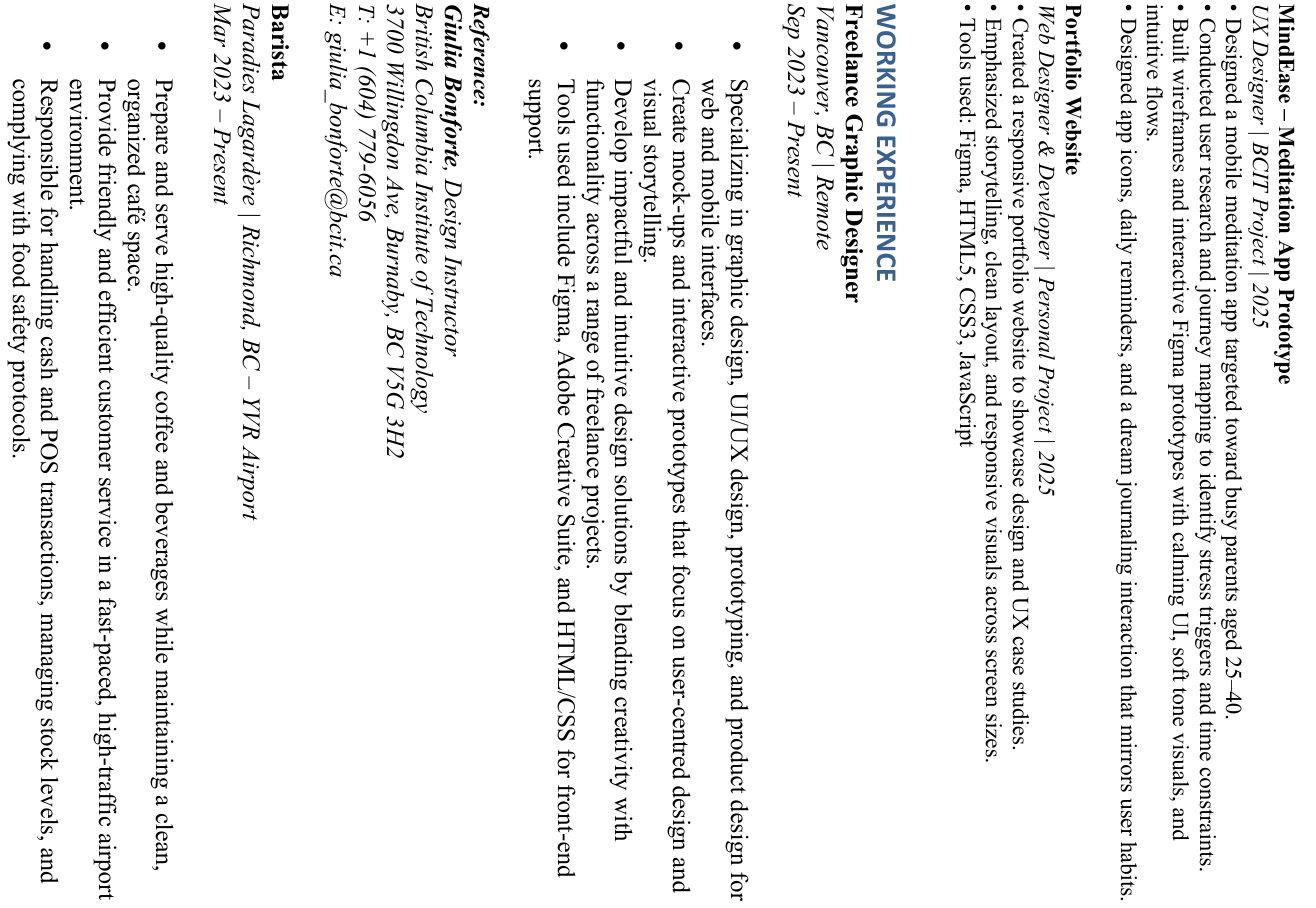 MindEase – Meditation App Prototype
UX Designer | BCIT Project | 2025
• Designed a mobile meditation app targeted toward busy parents aged 25–40.
• Conducted user research and journey mapping to identify stress triggers and time constraints.
• Built wireframes and interactive Figma prototypes with calming UI, soft tone visuals, and
intuitive flows.
• Designed app icons, daily reminders, and a dream journaling interaction that mirrors user habits.
Portfolio Website
Web Designer & Developer | Personal Project | 2025
• Created a responsive portfolio website to showcase design and UX case studies.
• Emphasized storytelling, clean layout, and responsive visuals across screen sizes.
• Tools used: Figma, HTML5, CSS3, JavaScript
WORKING EXPERIENCE
Freelance Graphic Designer
Vancouver, BC | Remote
Sep 2023 – Present
• Specializing in graphic design, UI/UX design, prototyping, and product design for
web and mobile interfaces.
• Create mock-ups and interactive prototypes that focus on user-centred design and
visual storytelling.
• Develop impactful and intuitive design solutions by blending creativity with
functionality across a range of freelance projects.
• Tools used include Figma, Adobe Creative Suite, and HTML/CSS for front-end
support.
Reference:
Giulia Bonforte, Design Instructor
British Columbia Institute of Technology
3700 Willingdon Ave, Burnaby, BC V5G 3H2
T: +1 (604) 779-6056
E: giulia_bonforte@bcit.ca
Barista
Paradies Lagardère | Richmond, BC – YVR Airport
Mar 2023 – Present
• Prepare and serve high-quality coffee and beverages while maintaining a clean,
organized café space.
• Provide friendly and efficient customer service in a fast-paced, high-traffic airport
environment.
• Responsible for handling cash and POS transactions, managing stock levels, and
complying with food safety protocols.